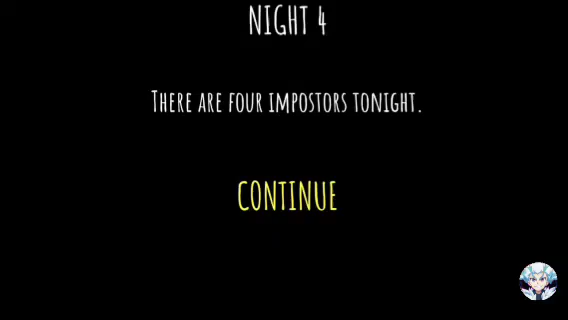 NIGHT 4
THERE ARE FOUR IMPOSTORS TONIGHT.
CONTINUE